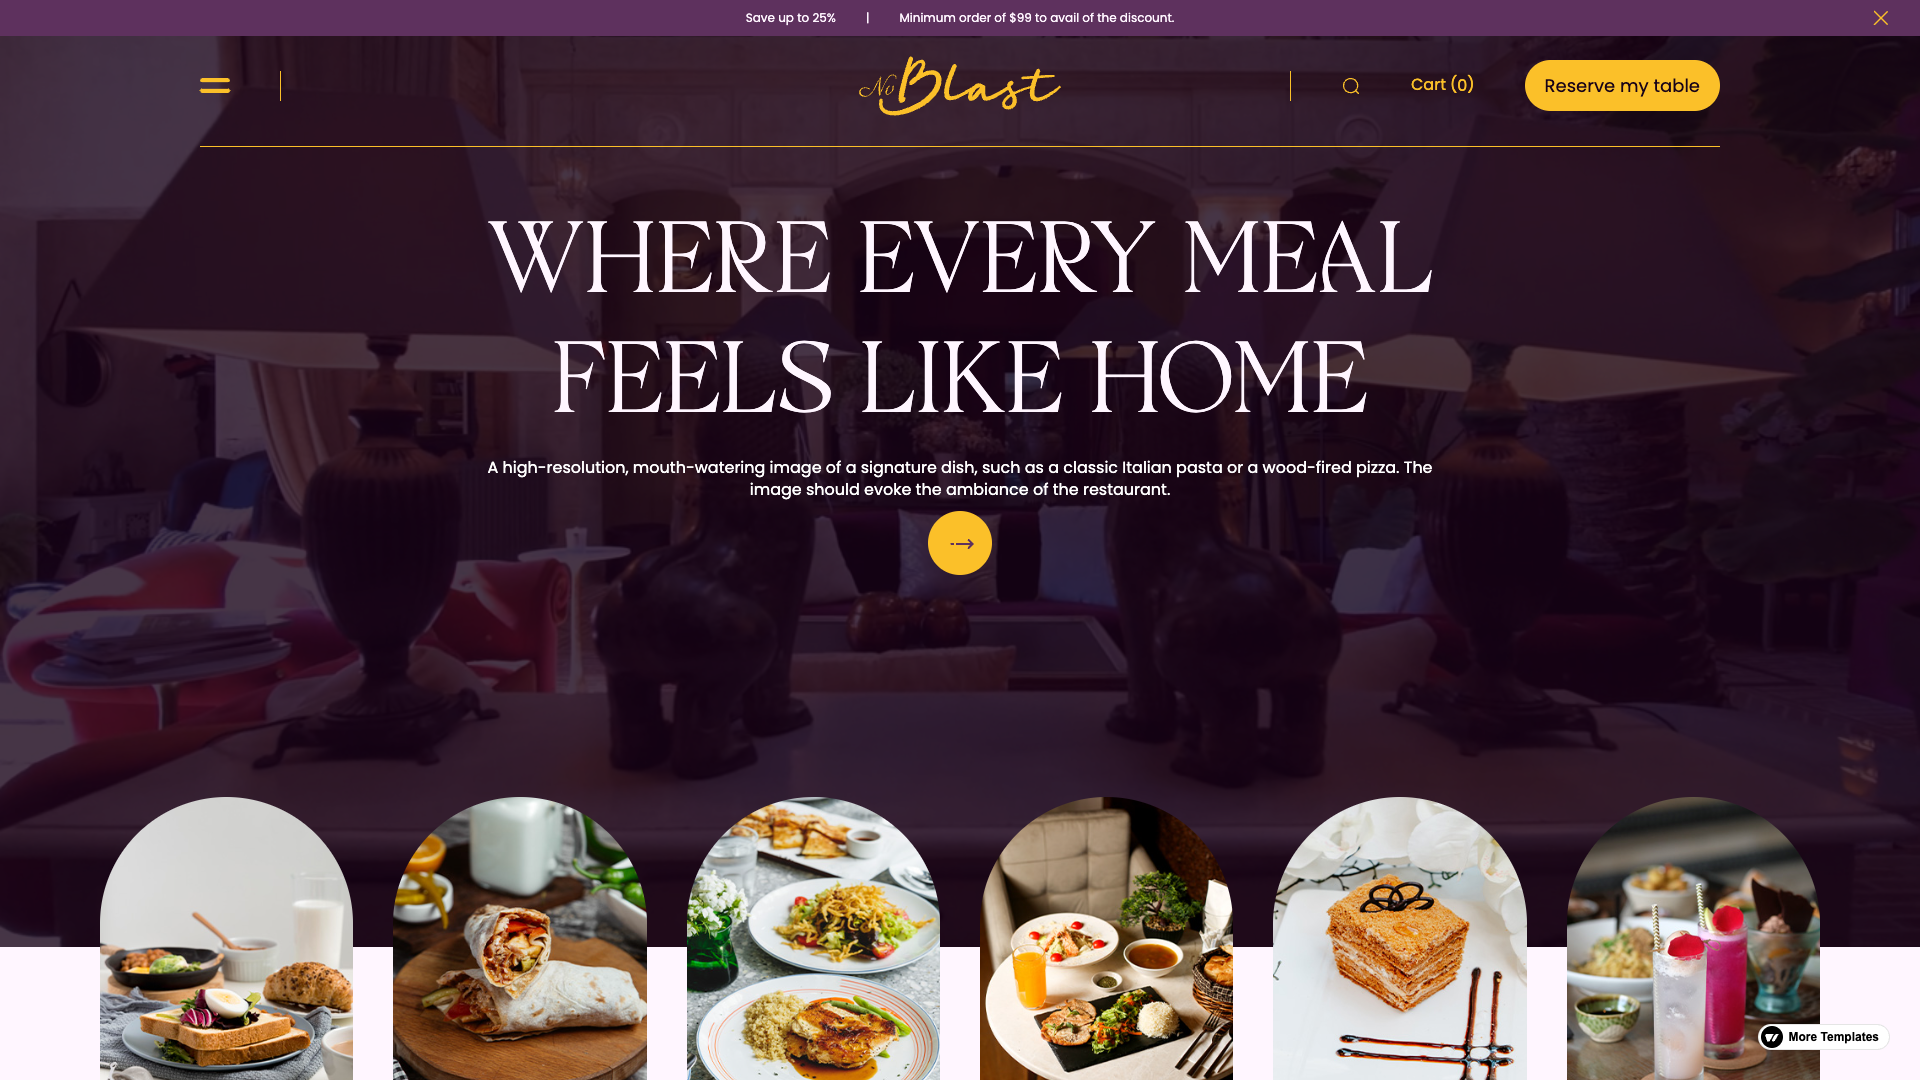 Save up to 25% | Minimum order of $99 to avail of the discount.
No Blast
Cart (0)
Reserve my table
WHERE EVERY MEAL
FEELS LIKE HOME
A high-resolution, mouth-watering image of a signature dish, such as a classic Italian pasta or a wood-fired pizza. The
image should evoke the ambiance of the restaurant.
More Templates